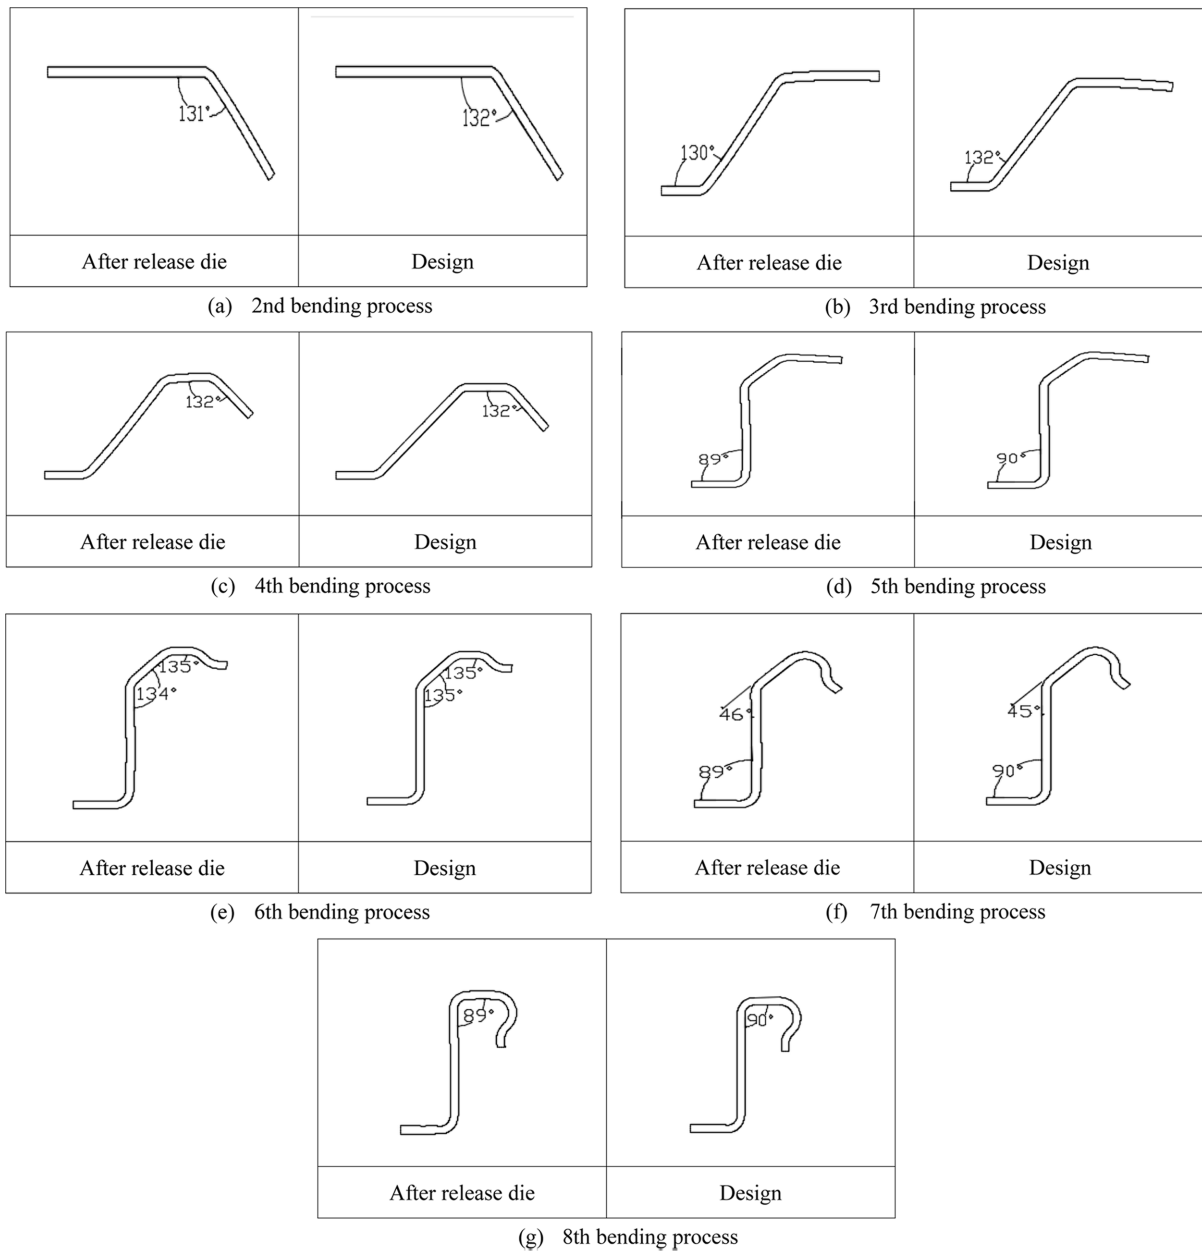 131°
132°
After release die
Design
(a) 2nd bending process
130°
132°
After release die
Design
(b) 3rd bending process
132°
132°
After release die
Design
(c) 4th bending process
89°
90°
After release die
Design
(d) 5th bending process
135°
134°
135°
135°
After release die
Design
(e) 6th bending process
46°
89°
45°
90°
After release die
Design
(f) 7th bending process
89°
90°
After release die
Design
(g) 8th bending process